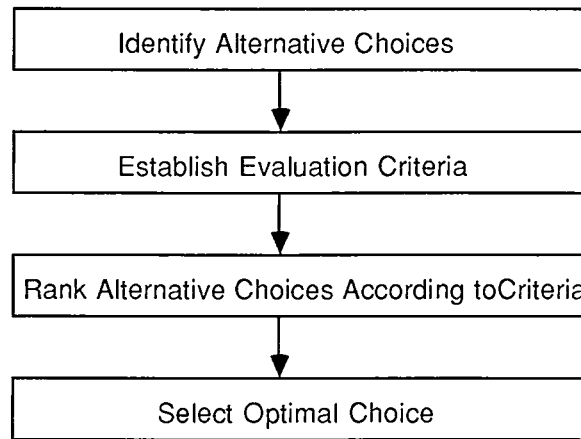 Identify Alternative Choices
Establish Evaluation Criteria
Rank Alternative Choices According toCriteria
Select Optimal Choice